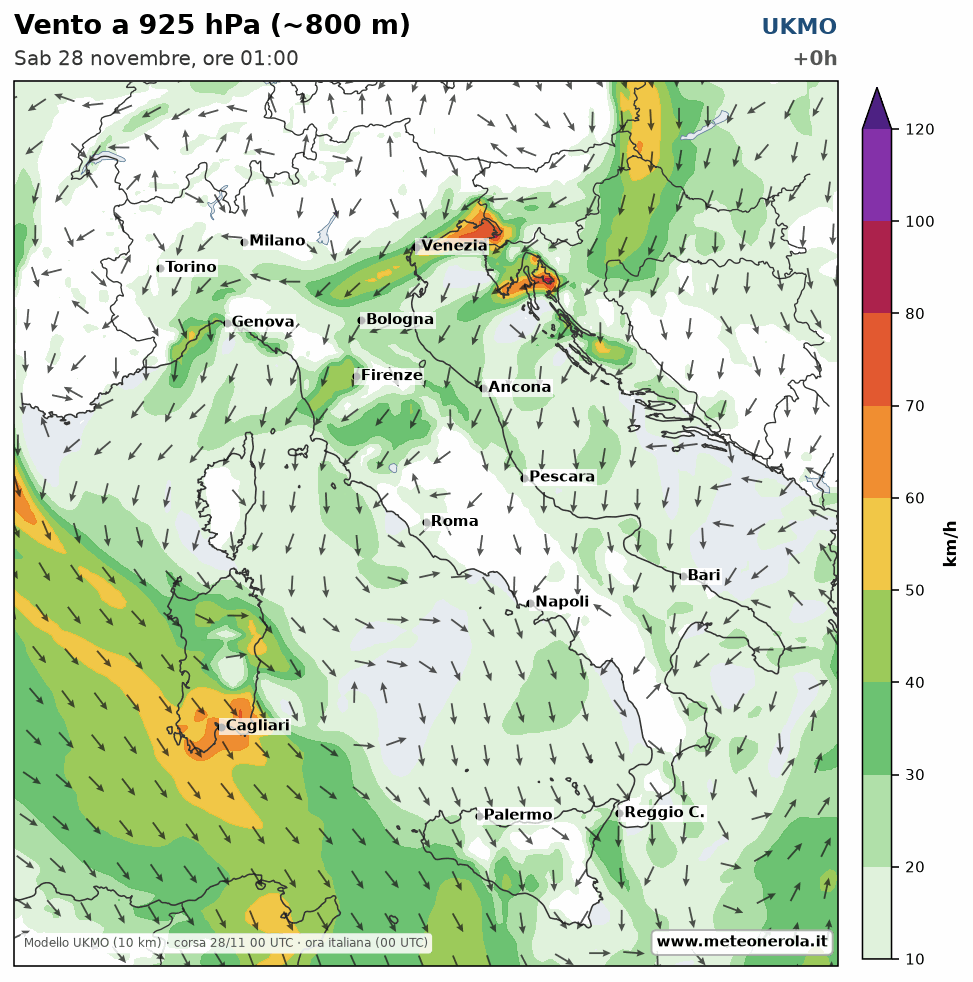 Vento a 925 hPa (~800 m)
UKMO
Sab 28 novembre, ore 01:00
+0h
120
100
80
70
60
50
40
30
20
10
km/h
Milano
Venezia
Torino
Genova
Bologna
Firenze
Ancona
Pescara
Roma
Bari
Napoli
Cagliari
Palermo
Reggio C.
Modello UKMO (10 km) · corsa 28/11 00 UTC · ora italiana (00 UTC)
www.meteonerola.it